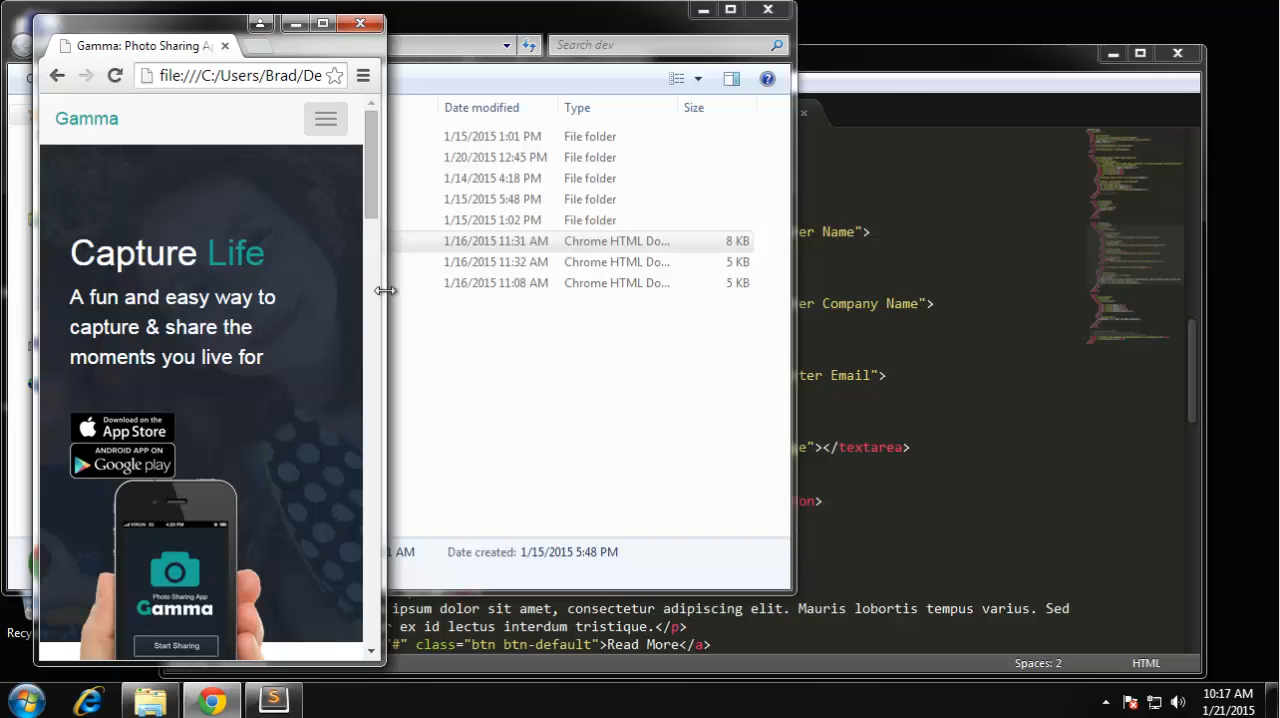 Gamma: Photo Sharing Ap
file:///C:/Users/Brad/De
Gamma
Capture Life
A fun and easy way to
capture & share the
moments you live for
Download on the
App Store
ANDROID APP ON
Google play
4:20 PM
Photo Sharing App
Gamma
Start Sharing
Search dev
Date modified Type Size
1/15/2015 1:01 PM File folder
1/20/2015 12:45 PM File folder
1/14/2015 4:18 PM File folder
1/15/2015 5:48 PM File folder
1/15/2015 1:02 PM File folder
1/16/2015 11:31 AM Chrome HTML Do... 8 KB
1/16/2015 11:32 AM Chrome HTML Do... 5 KB
1/16/2015 11:08 AM Chrome HTML Do... 5 KB
1 AM Date created: 1/15/2015 5:48 PM
er Name">
er Company Name">
ter Email">
e"></textarea>
on>
ipsum dolor sit amet, consectetur adipiscing elit. Mauris lobortis tempus varius. Sed
r ex id lectus interdum tristique.</p>
"#" class="btn btn-default">Read More</a>
Spaces: 2 HTML
Recy
10:17 AM
1/21/2015